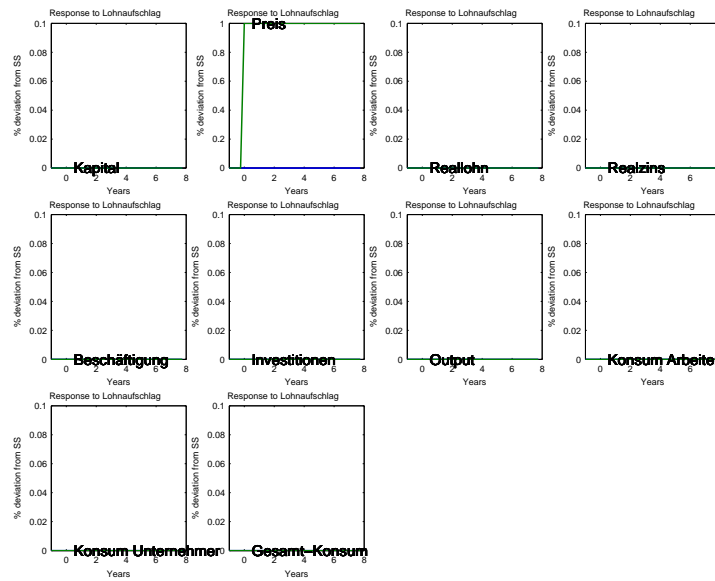 Response to Lohnaufschlag
Response to Lohnaufschlag
Response to Lohnaufschlag
Response to Lohnaufschlag
0.1
0.08
0.06
0.04
0.02
0
% deviation from SS
Kapital
0 2 4 6 8
Years
1
0.8
0.6
0.4
0.2
0
% deviation from SS
Preis
0 2 4 6 8
Years
0.1
0.08
0.06
0.04
0.02
0
% deviation from SS
Reallohn
0 2 4 6 8
Years
0.1
0.08
0.06
0.04
0.02
0
% deviation from SS
Realzins
0 2 4 6
Years
Response to Lohnaufschlag
Response to Lohnaufschlag
Response to Lohnaufschlag
Response to Lohnaufschlag
0.1
0.08
0.06
0.04
0.02
0
% deviation from SS
Beschäftigung
0 2 4 6 8
Years
0.1
0.08
0.06
0.04
0.02
0
% deviation from SS
Investitionen
0 2 4 6 8
Years
0.1
0.08
0.06
0.04
0.02
0
% deviation from SS
Output
0 2 4 6 8
Years
0.1
0.08
0.06
0.04
0.02
0
% deviation from SS
Konsum Arbeite
0 2 4 6
Years
Response to Lohnaufschlag
Response to Lohnaufschlag
0.1
0.08
0.06
0.04
0.02
0
% deviation from SS
Konsum Unternehmer
0 2 4 6 8
Years
0.1
0.08
0.06
0.04
0.02
0
% deviation from SS
Gesamt-Konsum
0 2 4 6 8
Years